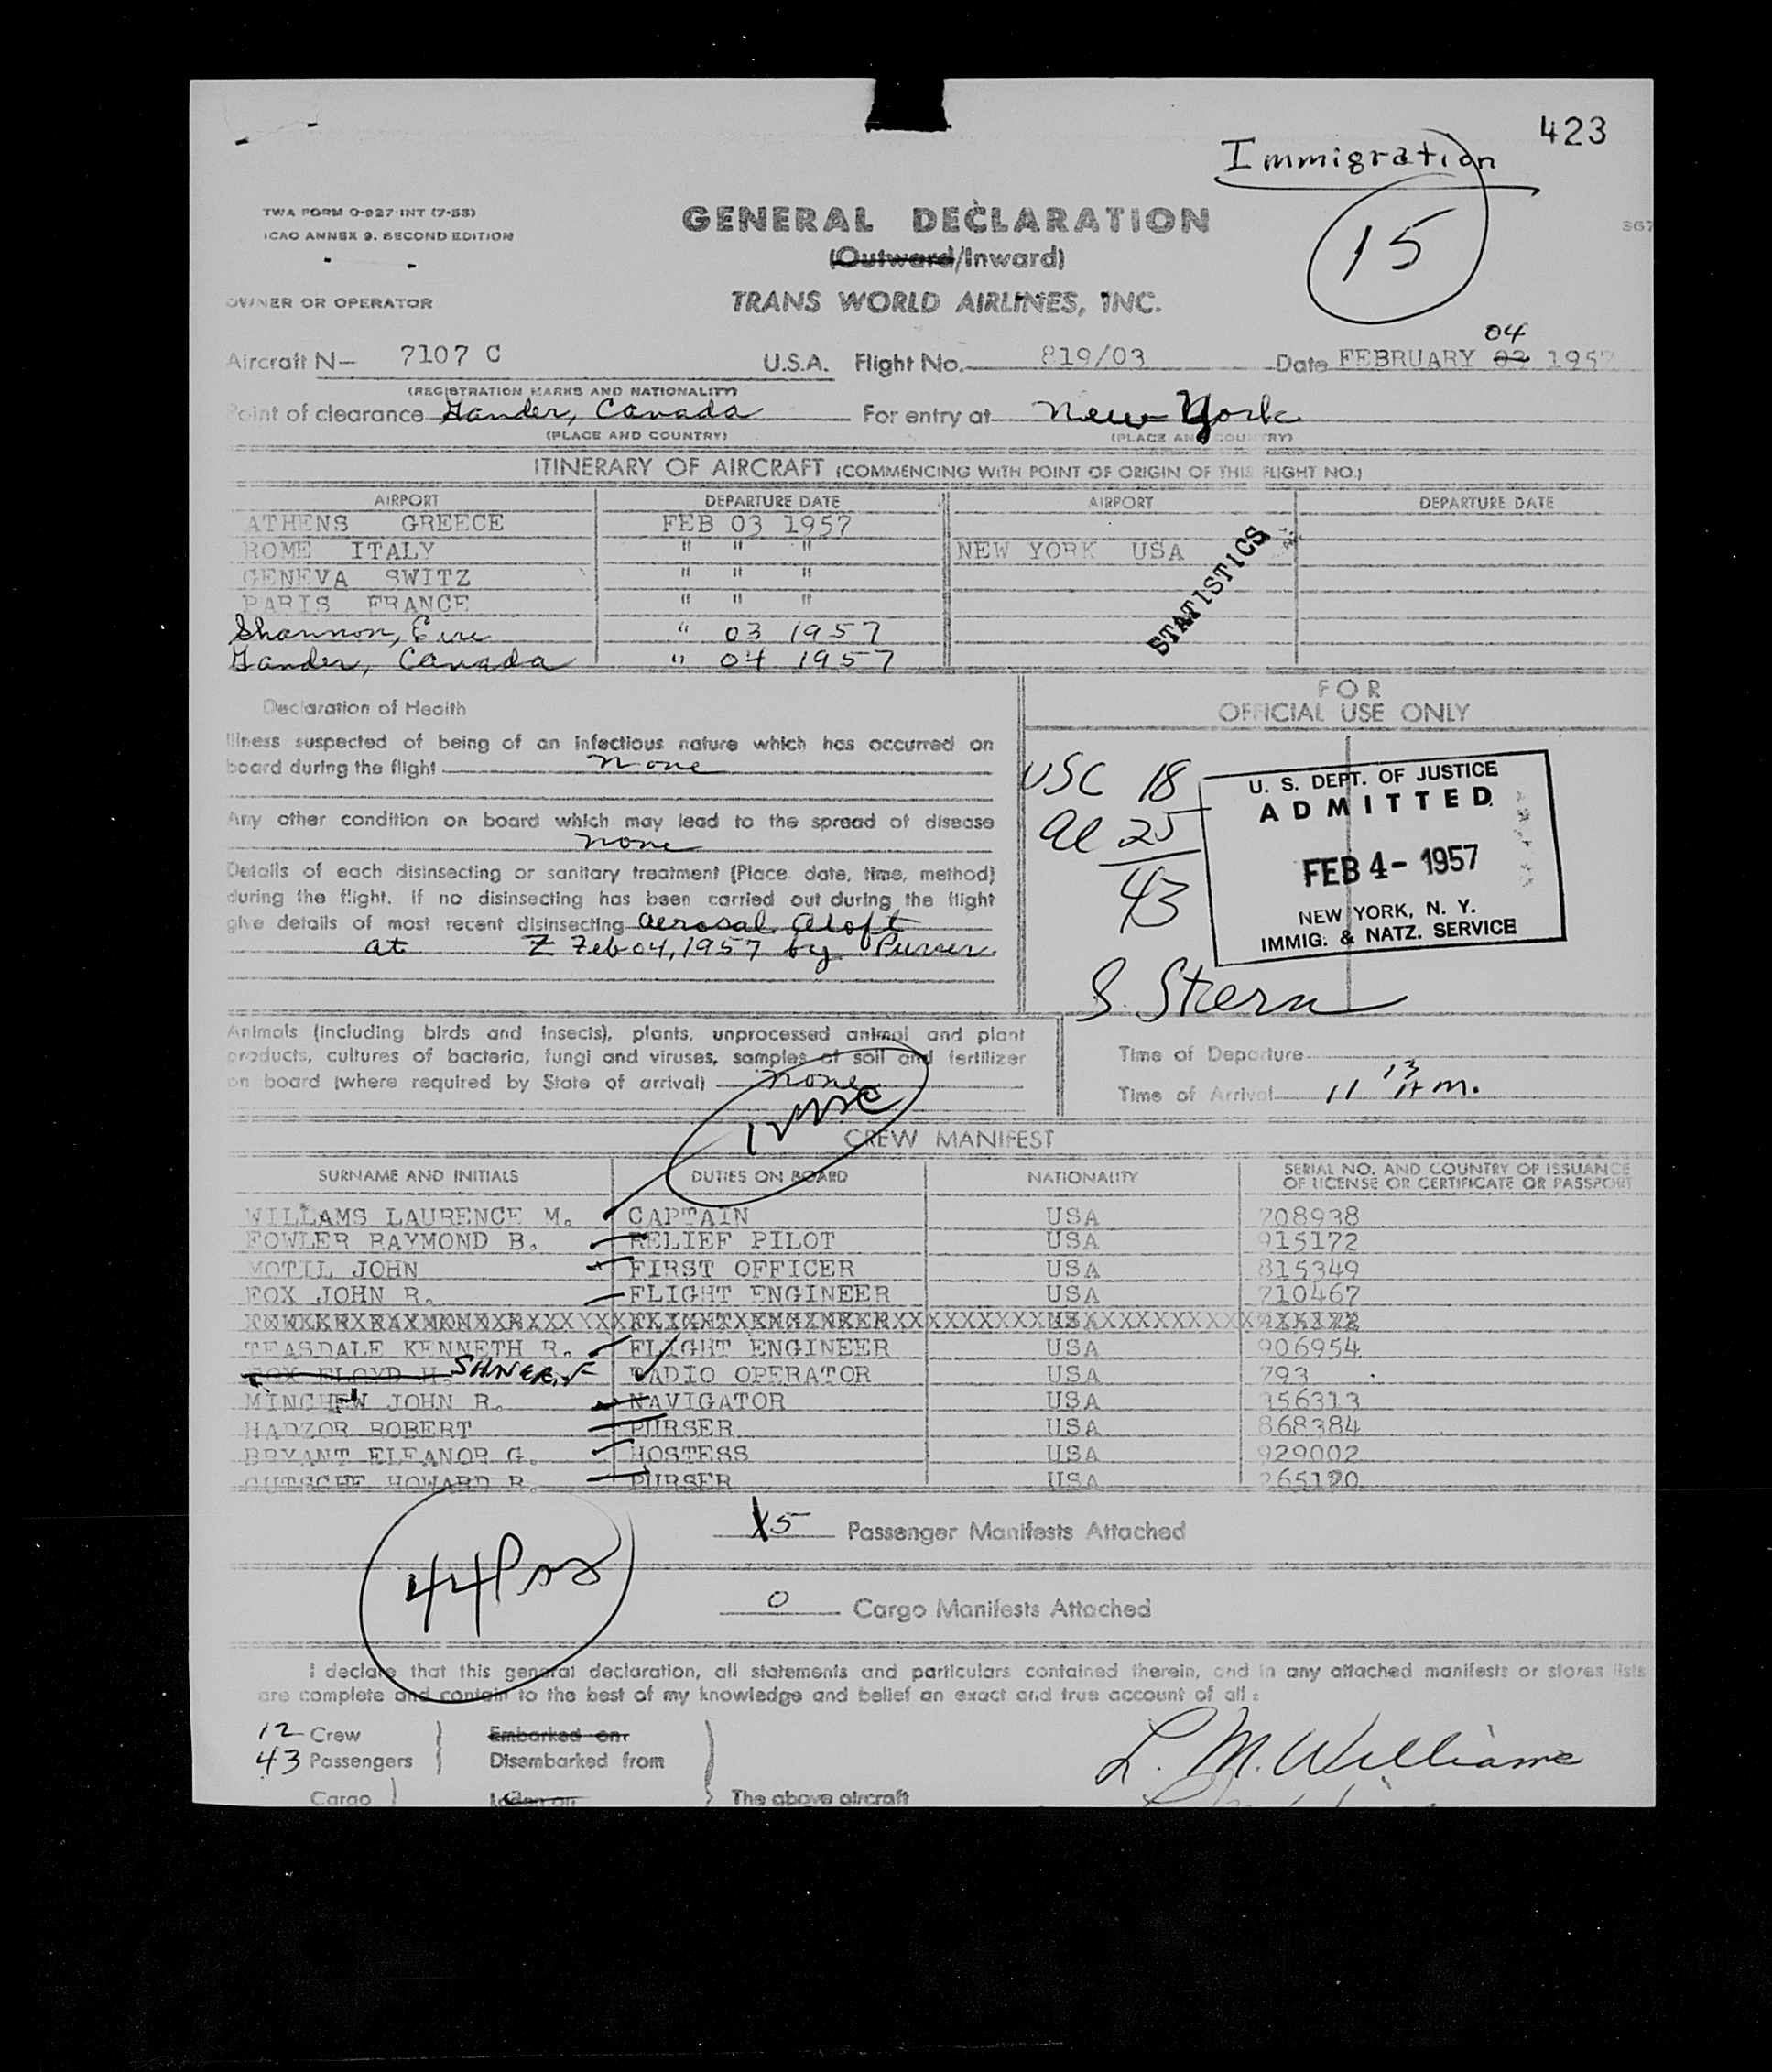 423
Immigration
15
TWA FORM O-927-INT (7-53)
ICAO ANNEX 9, SECOND EDITION
GENERAL DECLARATION
(Outward/Inward)
567
OWNER OR OPERATOR
TRANS WORLD AIRLINES, INC.
04
Aircraft N- 7107 C U.S.A. Flight No. 819/03 Date FEBRUARY 03 1957
(REGISTRATION MARKS AND NATIONALITY)
Point of clearance Gander, Canada For entry at New York
(PLACE AND COUNTRY) (PLACE AND COUNTRY)
ITINERARY OF AIRCRAFT (COMMENCING WITH POINT OF ORIGIN OF THIS FLIGHT NO.)
AIRPORT DEPARTURE DATE AIRPORT DEPARTURE DATE
ATHENS GREECE FEB 03 1957
ROME ITALY " " " NEW YORK USA
GENEVA SWITZ " " "
PARIS FRANCE " " "
Shannon, Eire " 03 1957
Gander, Canada " 04 1957
STATISTICS
Declaration of Health
Illness suspected of being of an infectious nature which has occurred on
board during the flight none
Any other condition on board which may lead to the spread of disease
none
Details of each disinsecting or sanitary treatment (Place, date, time, method)
during the flight. If no disinsecting has been carried out during the flight
give details of most recent disinsecting Aerosal Aloft
at Z Feb 04, 1957 by Purser
FOR
OFFICIAL USE ONLY
USC 18
Al 25
43
U. S. DEPT. OF JUSTICE
ADMITTED
FEB 4 - 1957
NEW YORK, N. Y.
IMMIG. & NATZ. SERVICE
S. Stern
Animals (including birds and insects), plants, unprocessed animal and plant
products, cultures of bacteria, fungi and viruses, samples of soil and fertilizer
on board (where required by State of arrival) none
Time of Departure
Time of Arrival 11 13 A m.
CREW MANIFEST
SURNAME AND INITIALS DUTIES ON BOARD NATIONALITY SERIAL NO. AND COUNTRY OF ISSUANCE
OF LICENSE OR CERTIFICATE OR PASSPORT
WILLAMS LAURENCE M. CAPTAIN USA 708938
FOWLER RAYMOND B. RELIEF PILOT USA 915172
MOTIL JOHN FIRST OFFICER USA 815349
FOX JOHN R. FLIGHT ENGINEER USA 710467
TEASDALE KENNETH R. FLIGHT ENGINEER USA 906954
FOX FLOYD H. SHNER, F RADIO OPERATOR USA 793
MINCHEW JOHN R. NAVIGATOR USA 356313
HADZOR ROBERT PURSER USA 868384
BRYANT ELEANOR G. HOSTESS USA 929002
GUTSCHE HOWARD R. PURSER USA 265120
5 Passenger Manifests Attached
44 Psg
0 Cargo Manifests Attached
I declare that this general declaration, all statements and particulars contained therein, and in any attached manifests or stores lists
are complete and contain to the best of my knowledge and belief an exact and true account of all :
12 Crew Embarked on
43 Passengers Disembarked from
L. M. Williams
Cargo Laden on The above aircraft